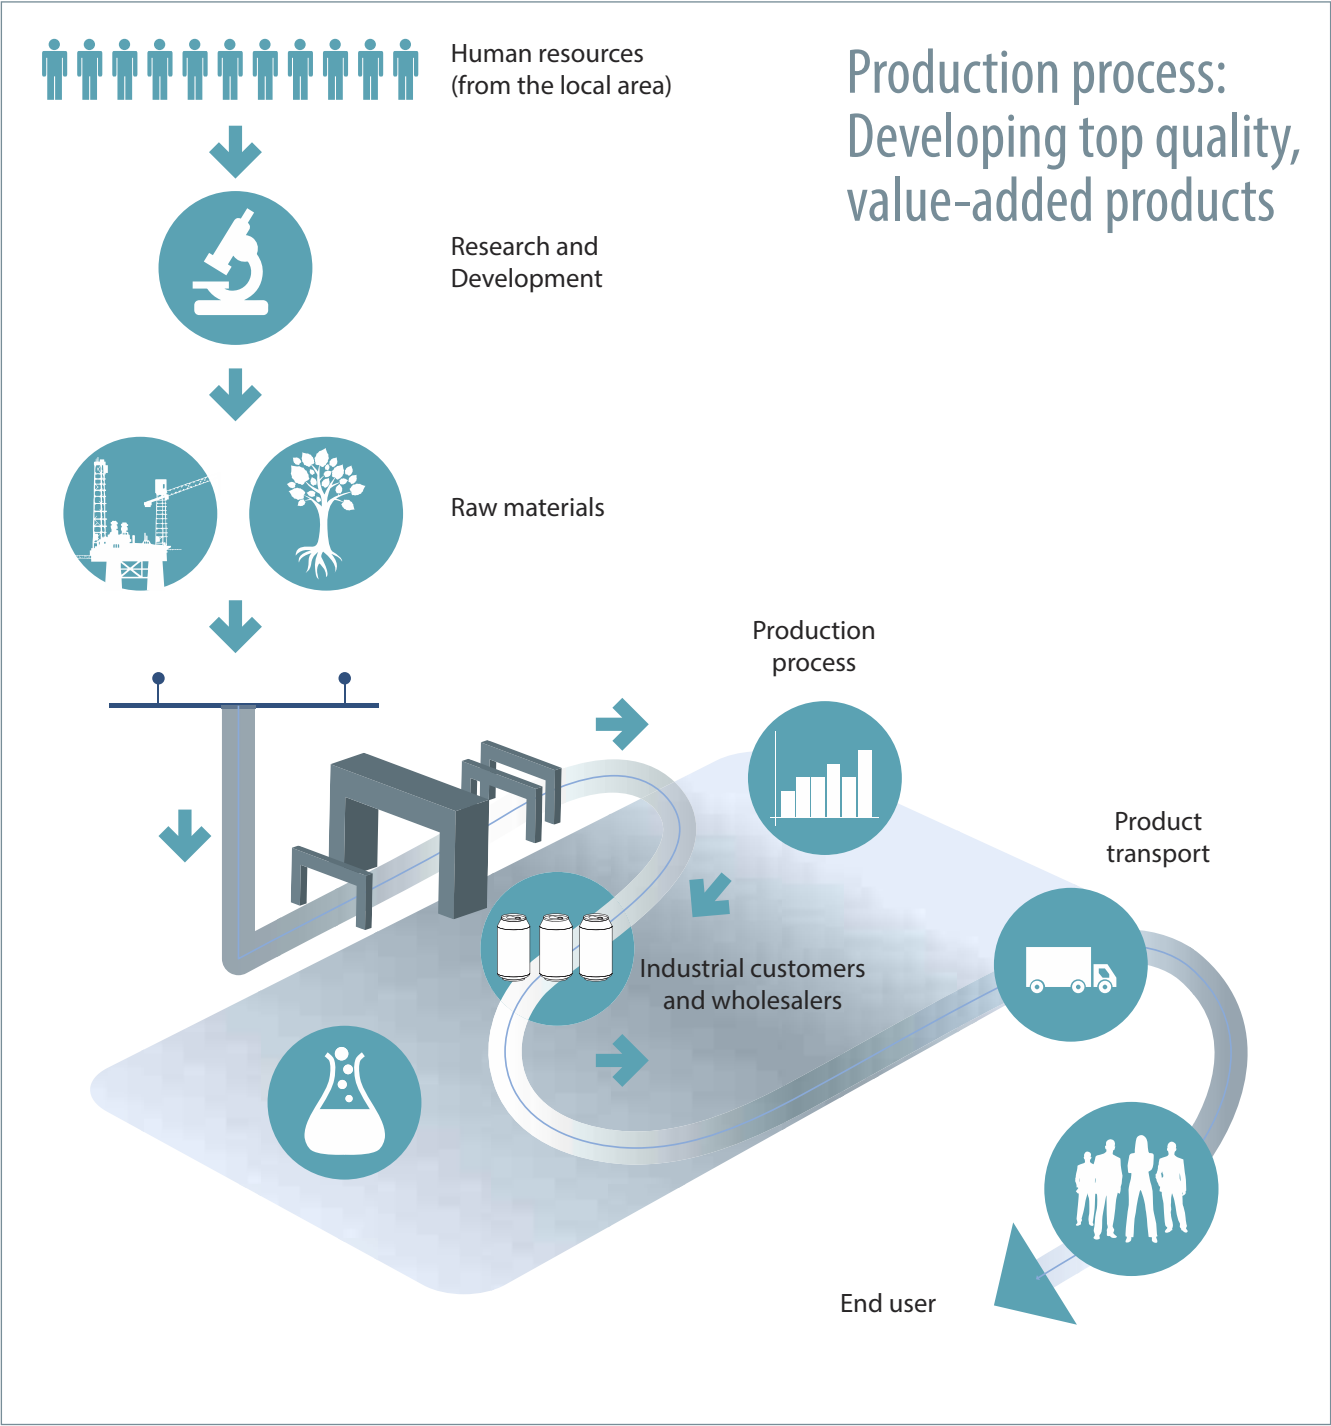 Human resources
(from the local area)
Production process:
Developing top quality,
value-added products
Research and
Development
Raw materials
Production
process
Product
transport
Industrial customers
and wholesalers
End user